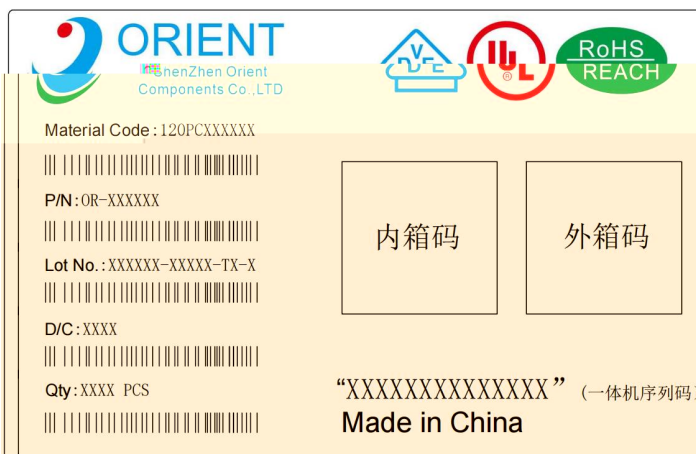 ORIENT
ShenZhen Orient
Components Co.,LTD
VDE
UL
RoHS
REACH
Material Code:120PCXXXXXX
P/N:OR-XXXXXX
Lot No.:XXXXXX-XXXXX-TX-X
D/C:XXXX
Qty:XXXX PCS
内箱码
外箱码
“XXXXXXXXXXXXXX”(一体机序列码)
Made in China